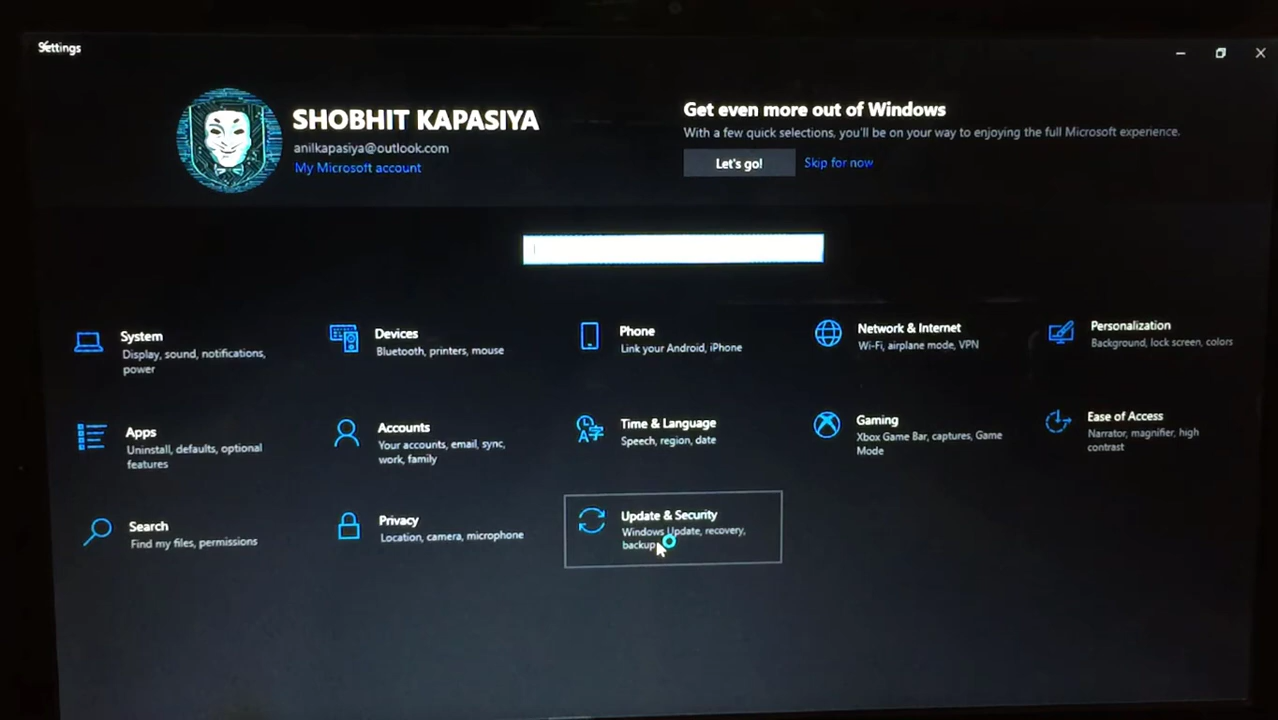 Settings
SHOBHIT KAPASIYA
anilkapasiya@outlook.com
My Microsoft account
Get even more out of Windows
With a few quick selections, you'll be on your way to enjoying the full Microsoft experience.
Let's go!
Skip for now
System
Display, sound, notifications,
power
Devices
Bluetooth, printers, mouse
Phone
Link your Android, iPhone
Network & Internet
Wi-Fi, airplane mode, VPN
Personalization
Background, lock screen, colors
Apps
Uninstall, defaults, optional
features
Accounts
Your accounts, email, sync,
work, family
Time & Language
Speech, region, date
Gaming
Xbox Game Bar, captures, Game
Mode
Ease of Access
Narrator, magnifier, high
contrast
Search
Find my files, permissions
Privacy
Location, camera, microphone
Update & Security
Windows Update, recovery,
backup